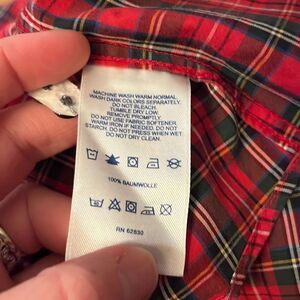 MACHINE WASH WARM NORMAL.
WASH DARK COLORS SEPARATELY.
DO NOT BLEACH.
TUMBLE DRY LOW.
REMOVE PROMPTLY.
DO NOT USE FABRIC SOFTENER.
WARM IRON IF NEEDED. DO NOT
STARCH. DO NOT PRESS WHEN WET.
DO NOT DRY CLEAN.
100% BAUMWOLLE
RN 62830